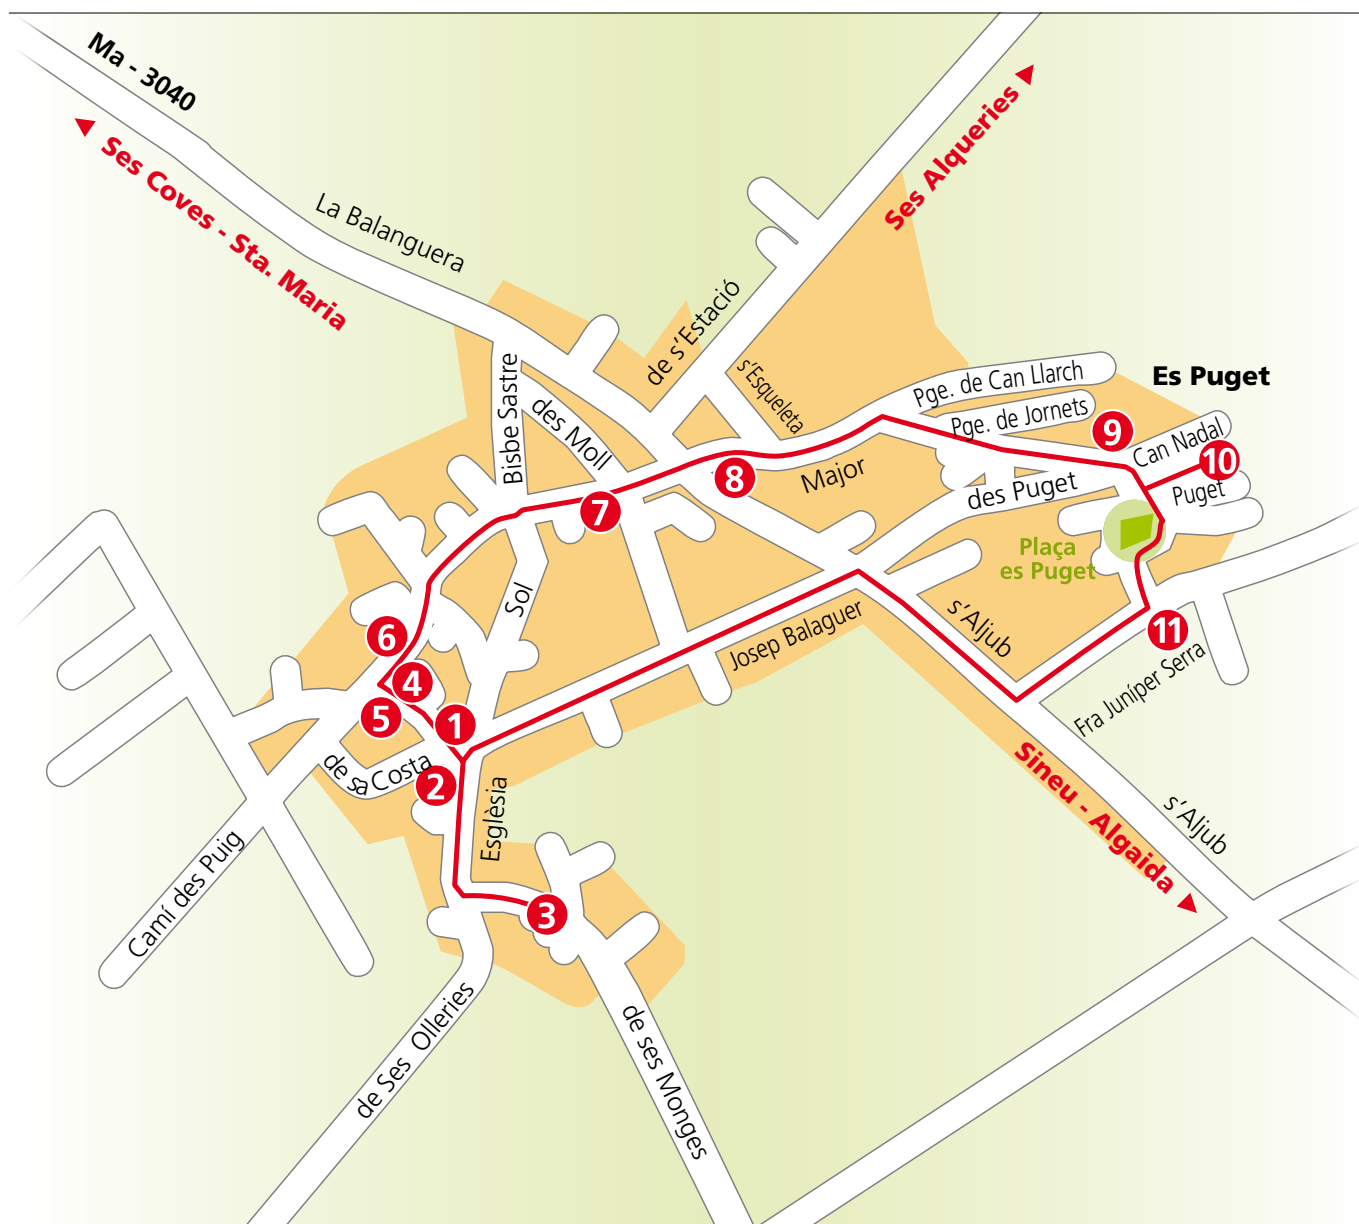 Ma - 3040
Ses Coves - Sta. Maria
La Balanguera
Ses Alqueries
de s'Estació
s'Esqueleta
Bisbe Sastre
des Moll
Pge. de Can Llarch
Es Puget
Pge. de Jornets
9
Can Nadal
10
Puget
8
Major
des Puget
7
Plaça
es Puget
Sol
6
4
5
1
Josep Balaguer
s'Aljub
11
Fra Juníper Serra
de sa Costa
2
Esglèsia
Sineu - Algaida
s'Aljub
Camí des Puig
3
de Ses Olleries
de ses Monges